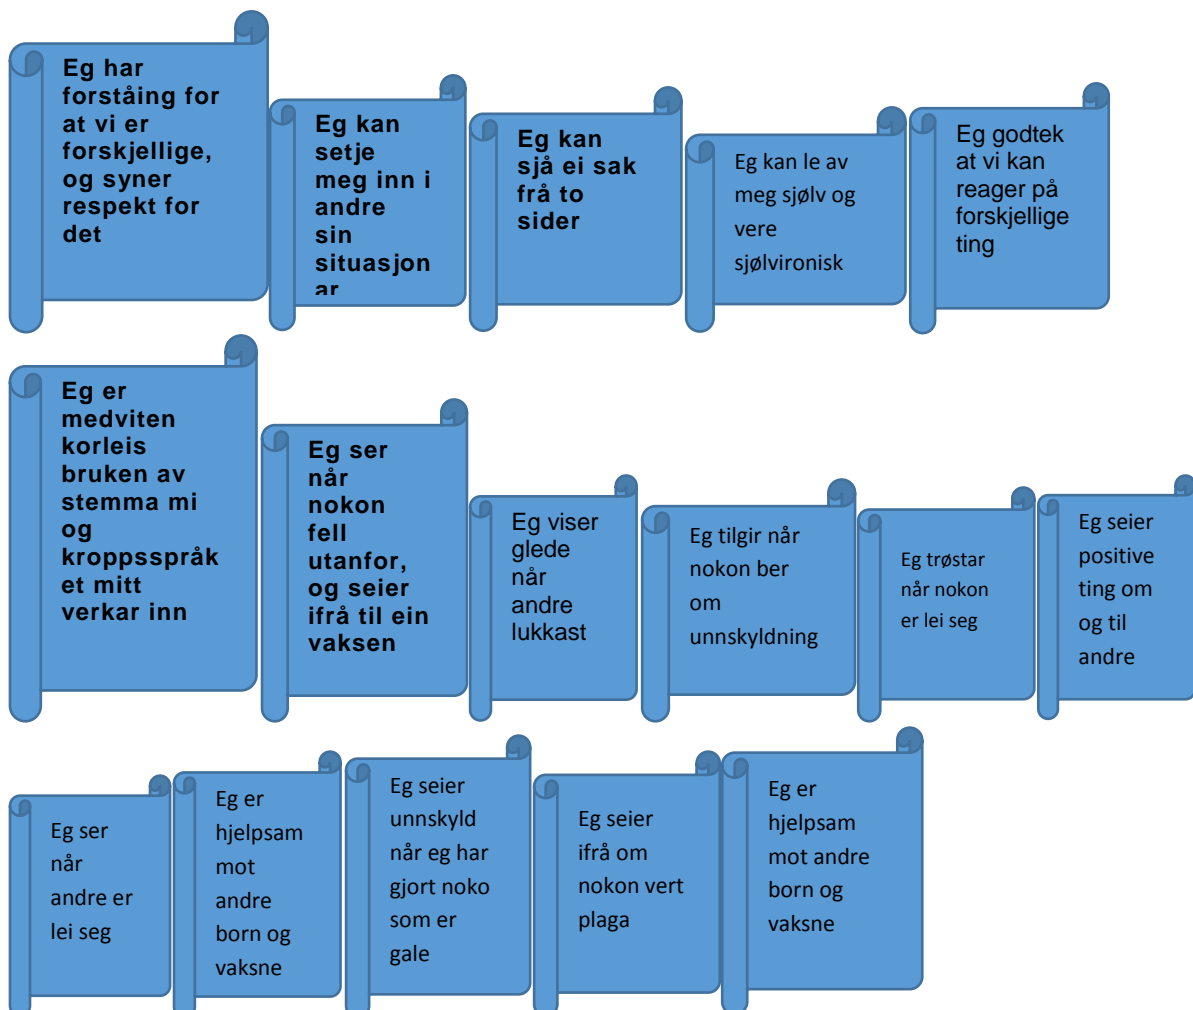 Eg har
forståing for
at vi er
forskjellige,
og syner
respekt for
det
Eg kan
setje
meg inn i
andre
sin
situasjon
ar
Eg kan
sjå ei sak
frå to
sider
Eg kan le av
meg sjølv og
vere
sjølvironisk
Eg godtek
at vi kan
reager på
forskjellige
ting
Eg er
medviten
korleis
bruken av
stemma mi
og
kroppsspråk
et mitt
verkar inn
Eg ser
når
nokon
fell
utanfor,
og seier
ifrå til ein
vaksen
Eg viser
glede
når
andre
lukkast
Eg tilgir når
nokon ber
om
unnskyldning
Eg trøstar
når nokon
er lei seg
Eg seier
positive
ting om
og til
andre
Eg ser
når
andre er
lei seg
Eg er
hjelpsam
mot
andre
born og
vaksne
Eg seier
unnskyld
når eg har
gjort noko
som er
gale
Eg seier
ifrå om
nokon vert
plaga
Eg er
hjelpsam
mot andre
born og
vaksne